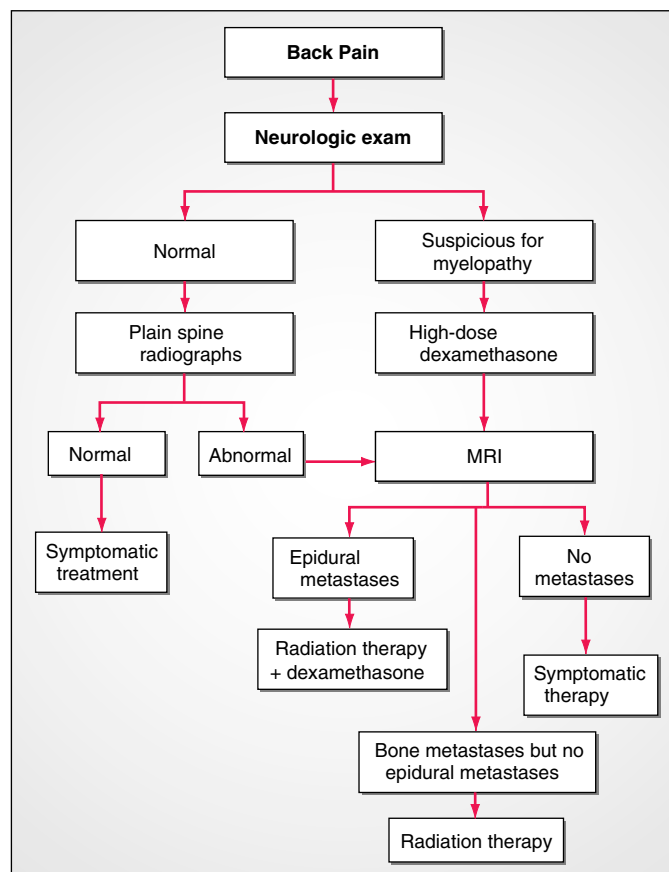 Back Pain
Neurologic exam
Normal
Suspicious for
myelopathy
Plain spine
radiographs
High-dose
dexamethasone
Normal
Abnormal
MRI
Symptomatic
treatment
Epidural
metastases
No
metastases
Radiation therapy
+ dexamethasone
Symptomatic
therapy
Bone metastases but no
epidural metastases
Radiation therapy